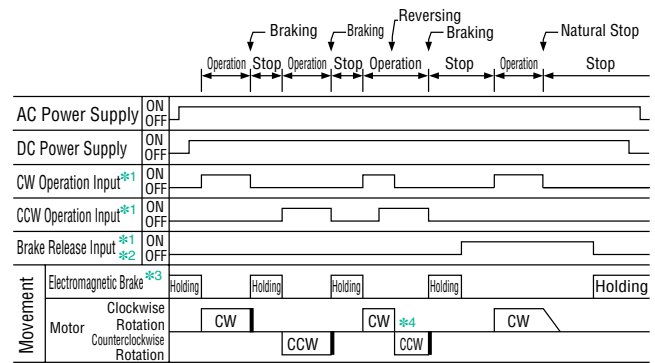 Reversing
Braking Braking Braking Natural Stop
Operation Stop Operation Stop Operation Stop Operation Stop
AC Power Supply ON
OFF
DC Power Supply ON
OFF
CW Operation Input*1 ON
OFF
CCW Operation Input*1 ON
OFF
Brake Release Input *1 ON
*2 OFF
Movement
Electromagnetic Brake*3 Holding Holding Holding Holding Holding
Motor
Clockwise
Rotation CW CW *4 CW
Counterclockwise
Rotation CCW CCW